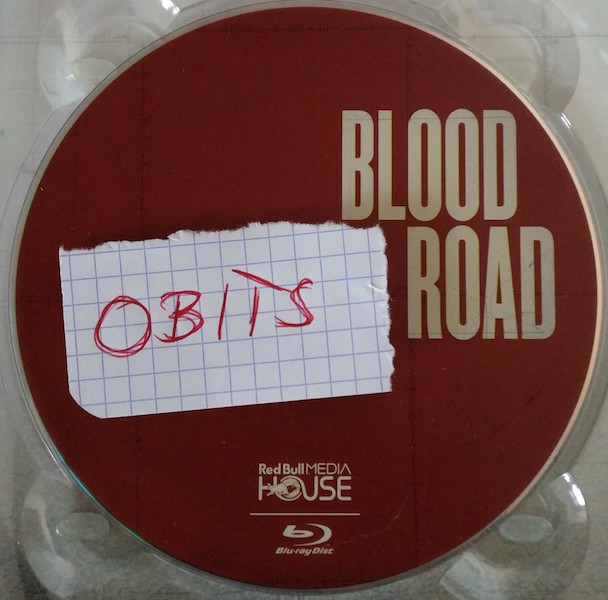 BLOOD
ROAD
OBITS
Red Bull MEDIA
HOUSE
Blu-ray Disc